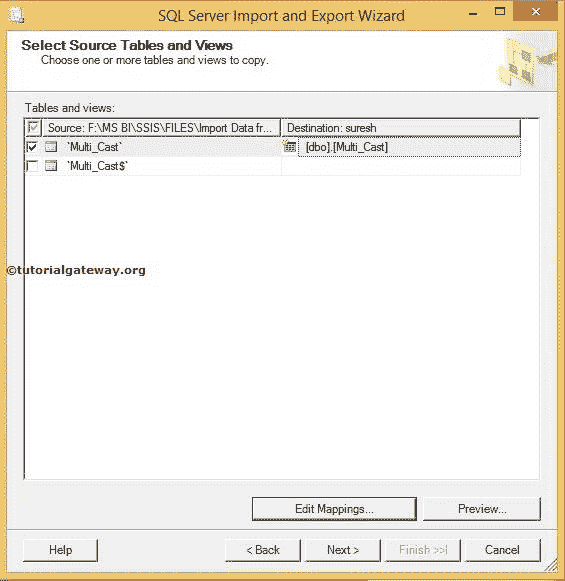 SQL Server Import and Export Wizard
Select Source Tables and Views
Choose one or more tables and views to copy.
Tables and views:
Source: F:\MS BI\SSIS\FILES\Import Data fr... Destination: suresh
`Multi_Cast` [dbo].[Multi_Cast]
`Multi_Cast$`
©tutorialgateway.org
Edit Mappings... Preview...
Help < Back Next > Finish >>| Cancel